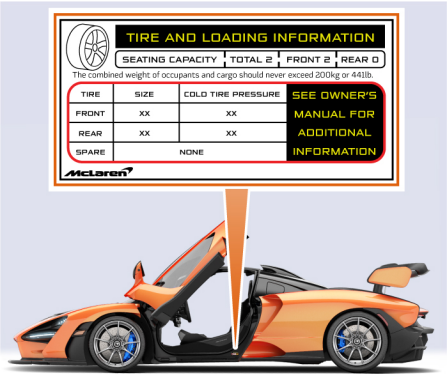 TIRE AND LOADING INFORMATION
SEATING CAPACITY TOTAL 2 FRONT 2 REAR 0
The combined weight of occupants and cargo should never exceed 200kg or 441lb.
TIRE SIZE COLD TIRE PRESSURE SEE OWNER'S
FRONT XX XX MANUAL FOR
REAR XX XX ADDITIONAL
SPARE NONE INFORMATION
McLaren